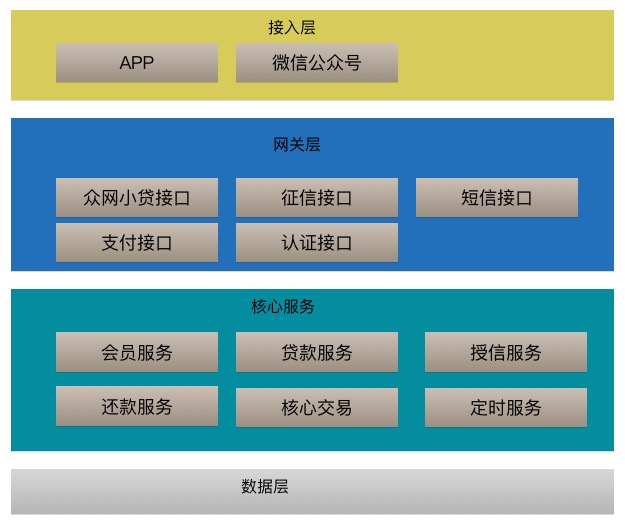 接入层
APP
微信公众号
网关层
众网小贷接口
征信接口
短信接口
支付接口
认证接口
核心服务
会员服务
贷款服务
授信服务
还款服务
核心交易
定时服务
数据层